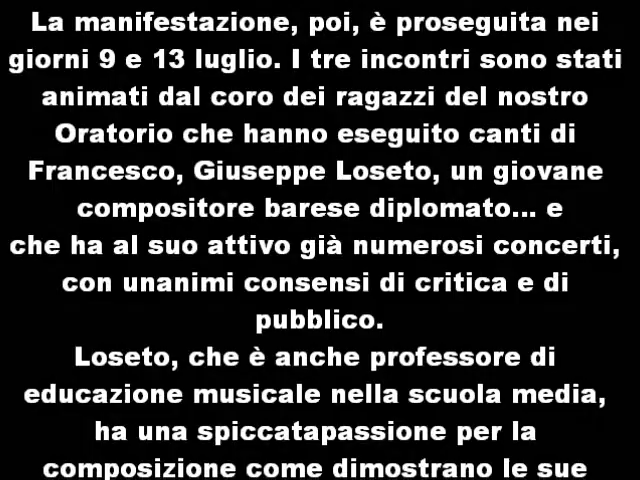 La manifestazione, poi, è proseguita nei
giorni 9 e 13 luglio. I tre incontri sono stati
animati dal coro dei ragazzi del nostro
Oratorio che hanno eseguito canti di
Francesco, Giuseppe Loseto, un giovane
compositore barese diplomato... e
che ha al suo attivo già numerosi concerti,
con unanimi consensi di critica e di
pubblico.
Loseto, che è anche professore di
educazione musicale nella scuola media,
ha una spiccatapassione per la
composizione come dimostrano le sue